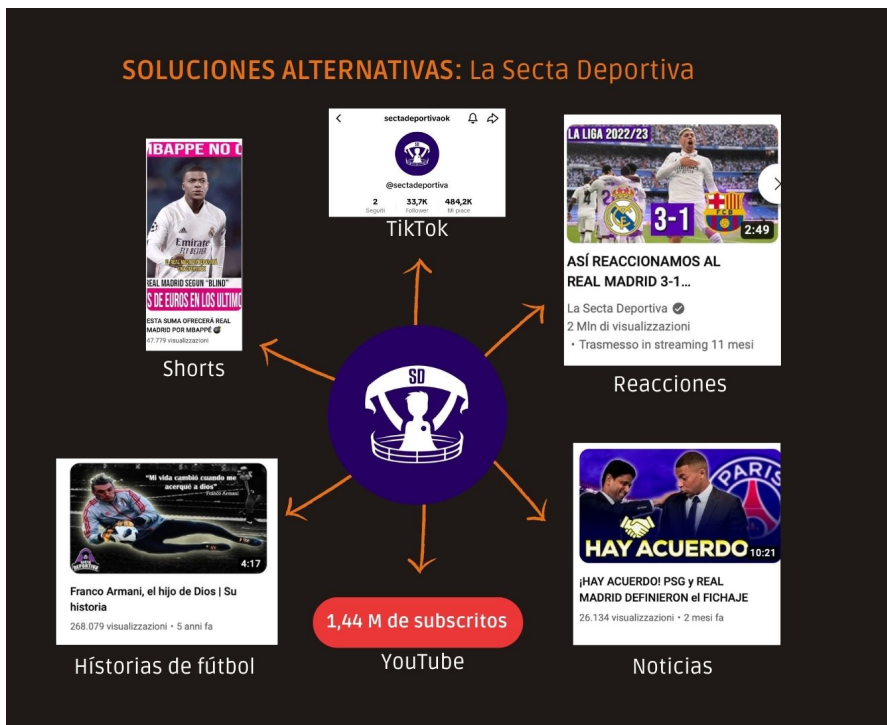 SOLUCIONES ALTERNATIVAS: La Secta Deportiva
sectadeportivaok
SD
@sectadeportiva
2 33,7K 484,2K
Seguiti Follower Mi piace
TikTok
MBAPPE NO
Emirate
FLY BETTER
REAL MADRID SEGUN "BLIND"
S DE EUROS EN LOS ULTIMO
ESTA SUMA OFRECERÁ REAL
MADRID POR MBAPPÉ
47.779 visualizzazioni
Shorts
LA LIGA 2022/23
3-1
FCB
2:49
ASÍ REACCIONAMOS AL
REAL MADRID 3-1...
La Secta Deportiva
2 Mln di visualizzazioni
• Trasmesso in streaming 11 mesi
Reacciones
SD
"Mi vida cambió cuando me
acerqué a dios"
Franco Armani
4:17
Franco Armani, el hijo de Dios | Su
historia
268.079 visualizzazioni • 5 anni fa
Hístorias de fútbol
1,44 M de subscritos
YouTube
PARIS
HAY ACUERDO
10:21
¡HAY ACUERDO! PSG y REAL
MADRID DEFINIERON el FICHAJE
26.134 visualizzazioni • 2 mesi fa
Noticias